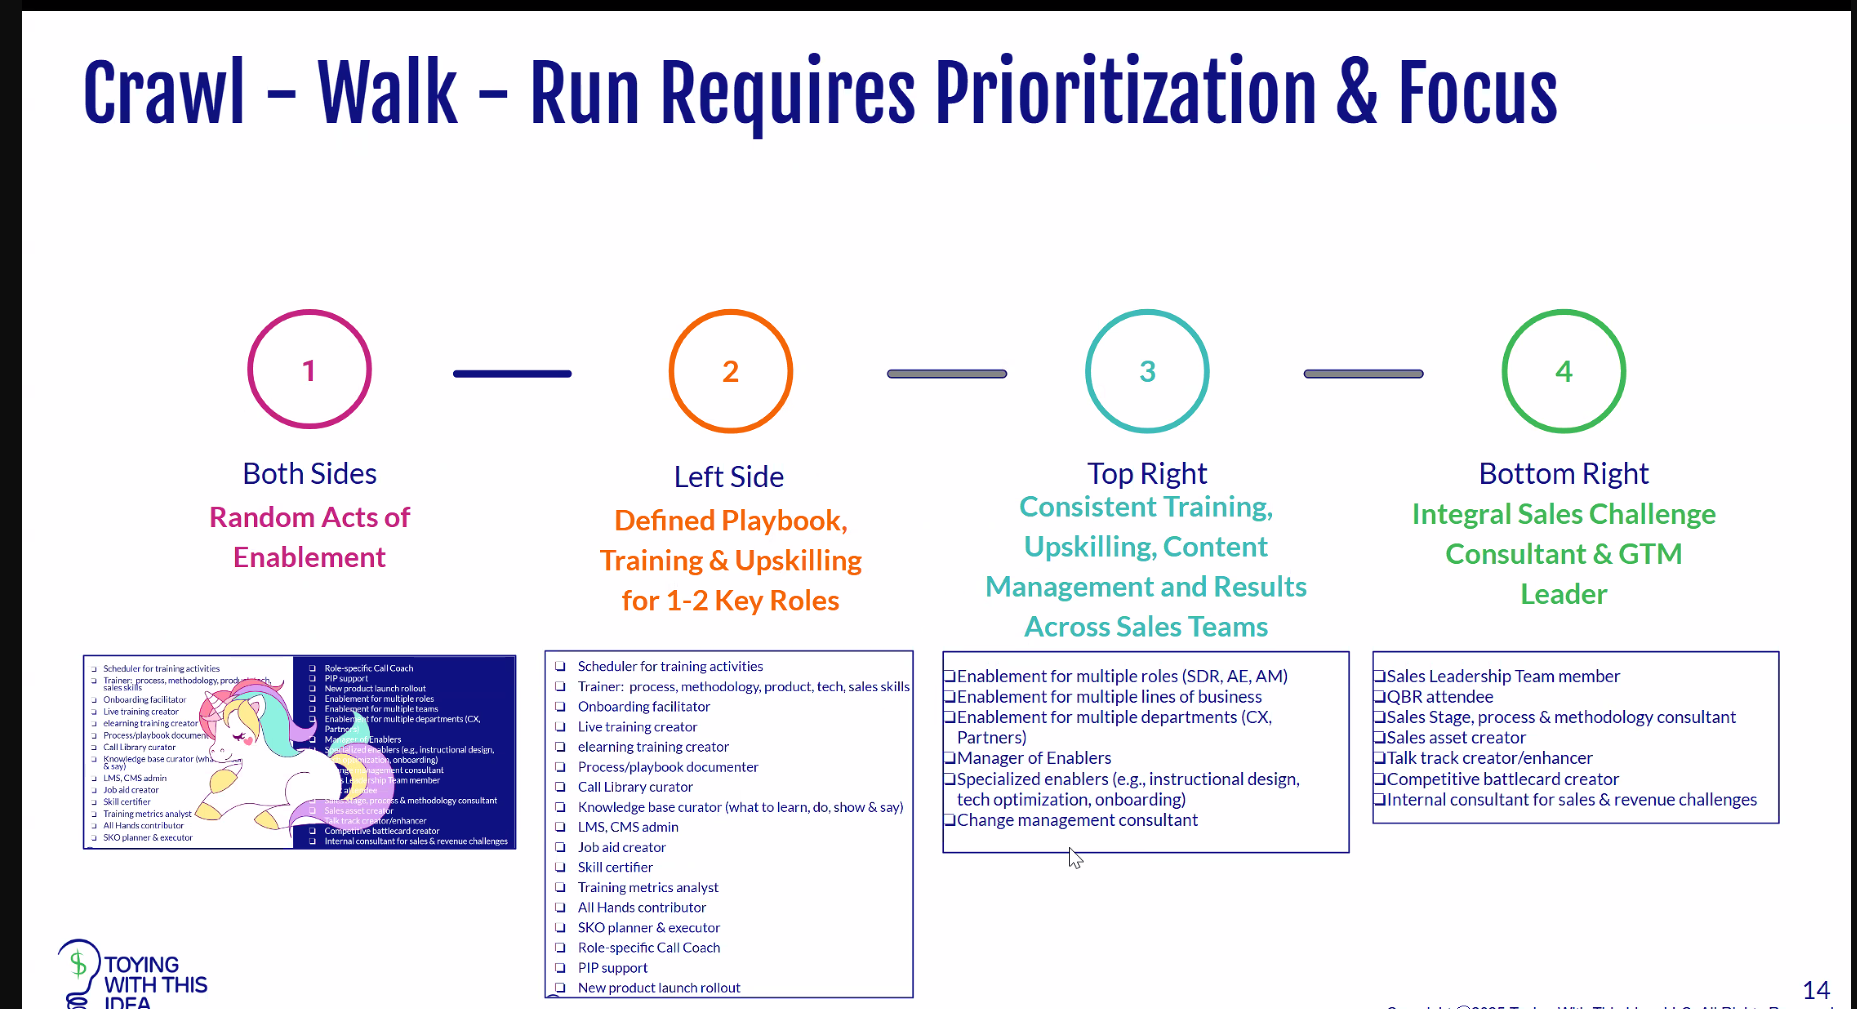 Crawl - Walk - Run Requires Prioritization & Focus
1
Both Sides
Random Acts of
Enablement
Scheduler for training activities
Trainer: process, methodology,
sales skills
Onboarding facilitator
Live training creator
elearning training creator
Process/playbook
Call Library curator
Knowledge base curator
& say)
LMS, CMS admin
Job aid creator
Skill certifier
Training metrics analyst
All Hands contributor
SKO planner & executor
Role-specific Call Coach
PIP support
New product launch rollout
Enablement for multiple roles
Enablement for multiple teams
Enablement for multiple departments (CX,
Partners)
Manager of Enablers
Specialized enablers (e.g., instructional design,
onboarding)
management consultant
Leadership Team member
Sales Stage, process & methodology consultant
Sales asset creator
Talk track creator/enhancer
Competitive battlecard creator
Internal consultant for sales & revenue challenges
2
Left Side
Defined Playbook,
Training & Upskilling
for 1-2 Key Roles
Scheduler for training activities
Trainer: process, methodology, product, tech, sales skills
Onboarding facilitator
Live training creator
elearning training creator
Process/playbook documenter
Call Library curator
Knowledge base curator (what to learn, do, show & say)
LMS, CMS admin
Job aid creator
Skill certifier
Training metrics analyst
All Hands contributor
SKO planner & executor
Role-specific Call Coach
PIP support
New product launch rollout
3
Top Right
Consistent Training,
Upskilling, Content
Management and Results
Across Sales Teams
Enablement for multiple roles (SDR, AE, AM)
Enablement for multiple lines of business
Enablement for multiple departments (CX,
Partners)
Manager of Enablers
Specialized enablers (e.g., instructional design,
tech optimization, onboarding)
Change management consultant
4
Bottom Right
Integral Sales Challenge
Consultant & GTM
Leader
Sales Leadership Team member
QBR attendee
Sales Stage, process & methodology consultant
Sales asset creator
Talk track creator/enhancer
Competitive battlecard creator
Internal consultant for sales & revenue challenges
$
TOYING
WITH THIS
IDEA
14